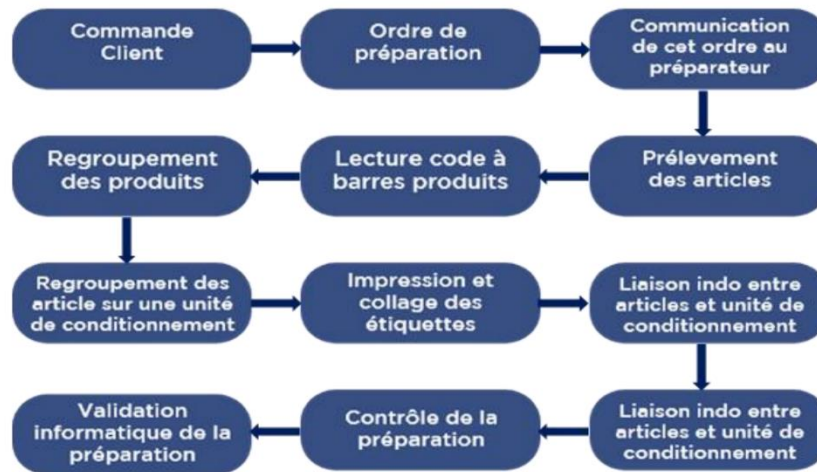 Commande
Client
Ordre de
préparation
Communication
de cet ordre au
préparateur
Prélevement
des articles
Lecture code à
barres produits
Regroupement
des produits
Regroupement des
article sur une unité
de conditionnement
Impression et
collage des
étiquettes
Liaison indo entre
articles et unité de
conditionnement
Liaison indo entre
articles et unité de
conditionnement
Contrôle de la
préparation
Validation
informatique de la
préparation